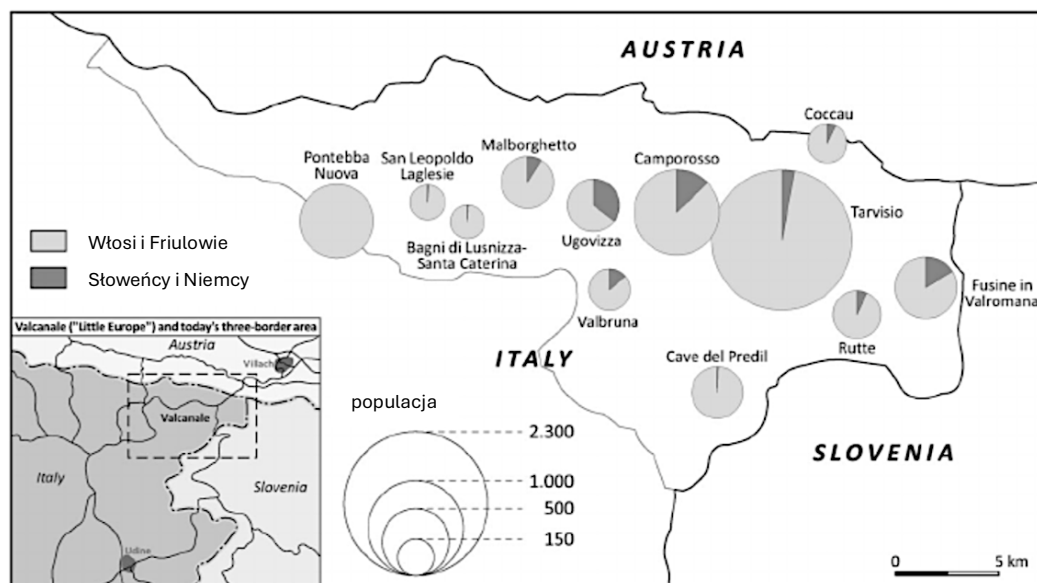 AUSTRIA
Coccau
Malborghetto
Camporosso
San Leopoldo
Laglesie
Pontebba
Nuova
Tarvisio
Ugovizza
Bagni di Lusnizza-
Santa Caterina
Włosi i Friulowie
Słoweńcy i Niemcy
Fusine in
Valromana
Valbruna
Rutte
ITALY
Cave del Predil
SLOVENIA
Valcanale ("Little Europe") and today's three-border area
Austria
Villach
Valcanale
Italy
Slovenia
Udine
populacja
2.300
1.000
500
150
0 5 km